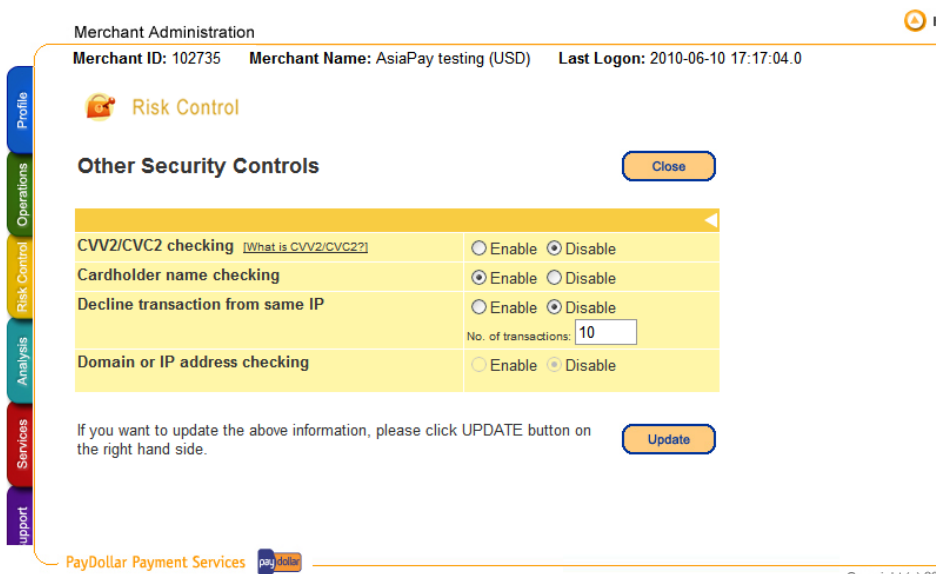 Merchant Administration
Merchant ID: 102735 Merchant Name: AsiaPay testing (USD) Last Logon: 2010-06-10 17:17:04.0
Profile
Operations
Risk Control
Analysis
Services
upport
Risk Control
Other Security Controls
Close
CVV2/CVC2 checking [What is CVV2/CVC2?] Enable Disable
Cardholder name checking Enable Disable
Decline transaction from same IP Enable Disable
No. of transactions: 10
Domain or IP address checking Enable Disable
If you want to update the above information, please click UPDATE button on
the right hand side.
Update
PayDollar Payment Services paydollar